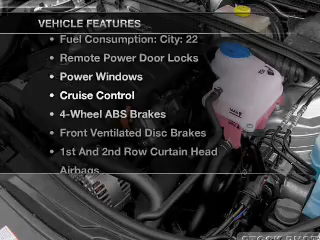 VEHICLE FEATURES
• Fuel Consumption: City: 22
• Remote Power Door Locks
• Power Windows
• Cruise Control
• 4-Wheel ABS Brakes
• Front Ventilated Disc Brakes
• 1st And 2nd Row Curtain Head
Airbags
MAX